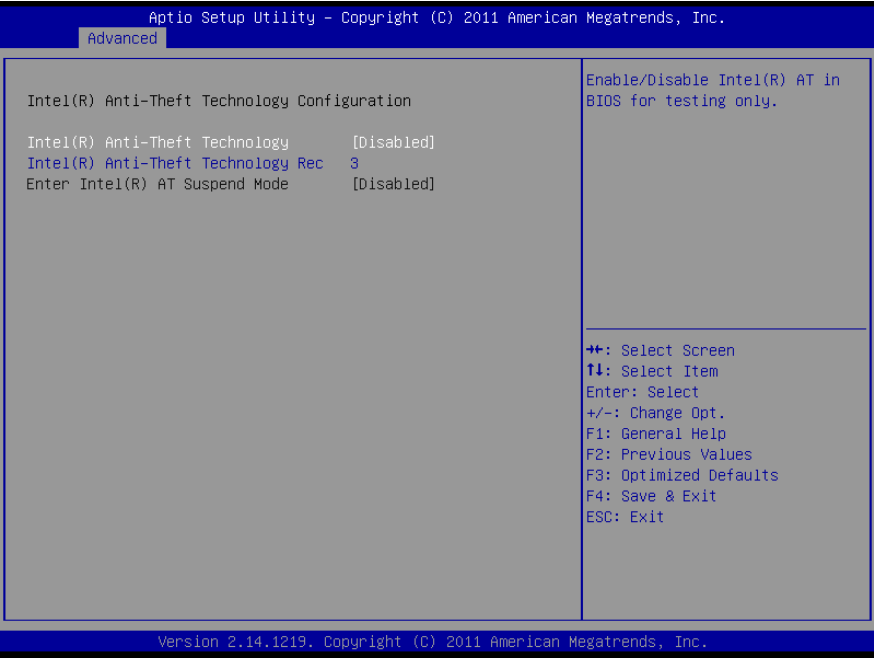 Aptio Setup Utility – Copyright (C) 2011 American Megatrends, Inc.
Advanced
Intel(R) Anti-Theft Technology Configuration
Intel(R) Anti-Theft Technology [Disabled]
Intel(R) Anti-Theft Technology Rec 3
Enter Intel(R) AT Suspend Mode [Disabled]
Enable/Disable Intel(R) AT in
BIOS for testing only.
→←: Select Screen
↑↓: Select Item
Enter: Select
+/-: Change Opt.
F1: General Help
F2: Previous Values
F3: Optimized Defaults
F4: Save & Exit
ESC: Exit
Version 2.14.1219. Copyright (C) 2011 American Megatrends, Inc.